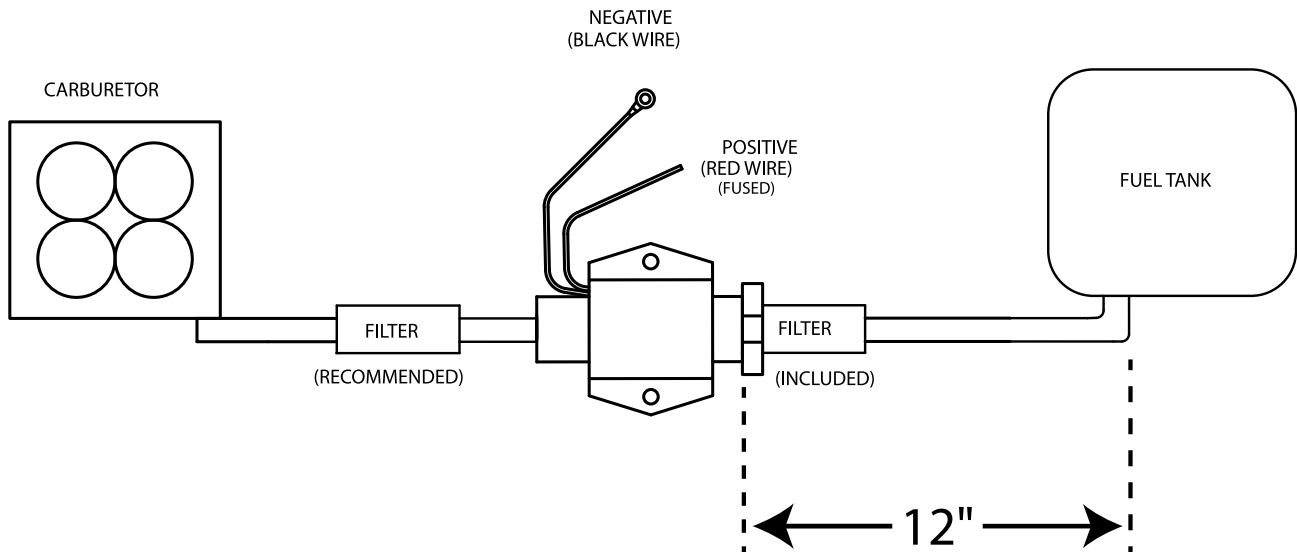 NEGATIVE
(BLACK WIRE)
CARBURETOR
POSITIVE
(RED WIRE)
(FUSED)
FUEL TANK
FILTER
(RECOMMENDED)
FILTER
(INCLUDED)
12"